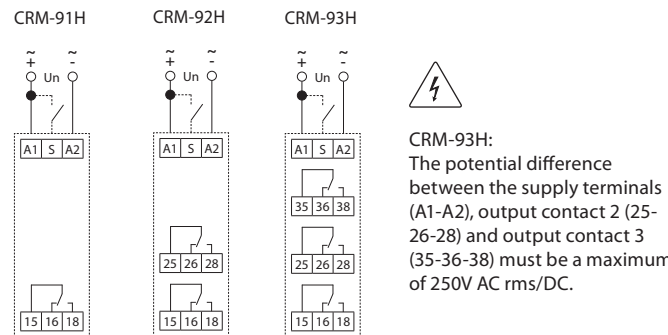 CRM-91H CRM-92H CRM-93H
~ ~ ~ ~ ~ ~
+ - + - + -
Un Un Un
A1 S A2 A1 S A2 A1 S A2
35 36 38
25 26 28 25 26 28
15 16 18 15 16 18 15 16 18
CRM-93H:
The potential difference
between the supply terminals
(A1-A2), output contact 2 (25-
26-28) and output contact 3
(35-36-38) must be a maximum
of 250V AC rms/DC.